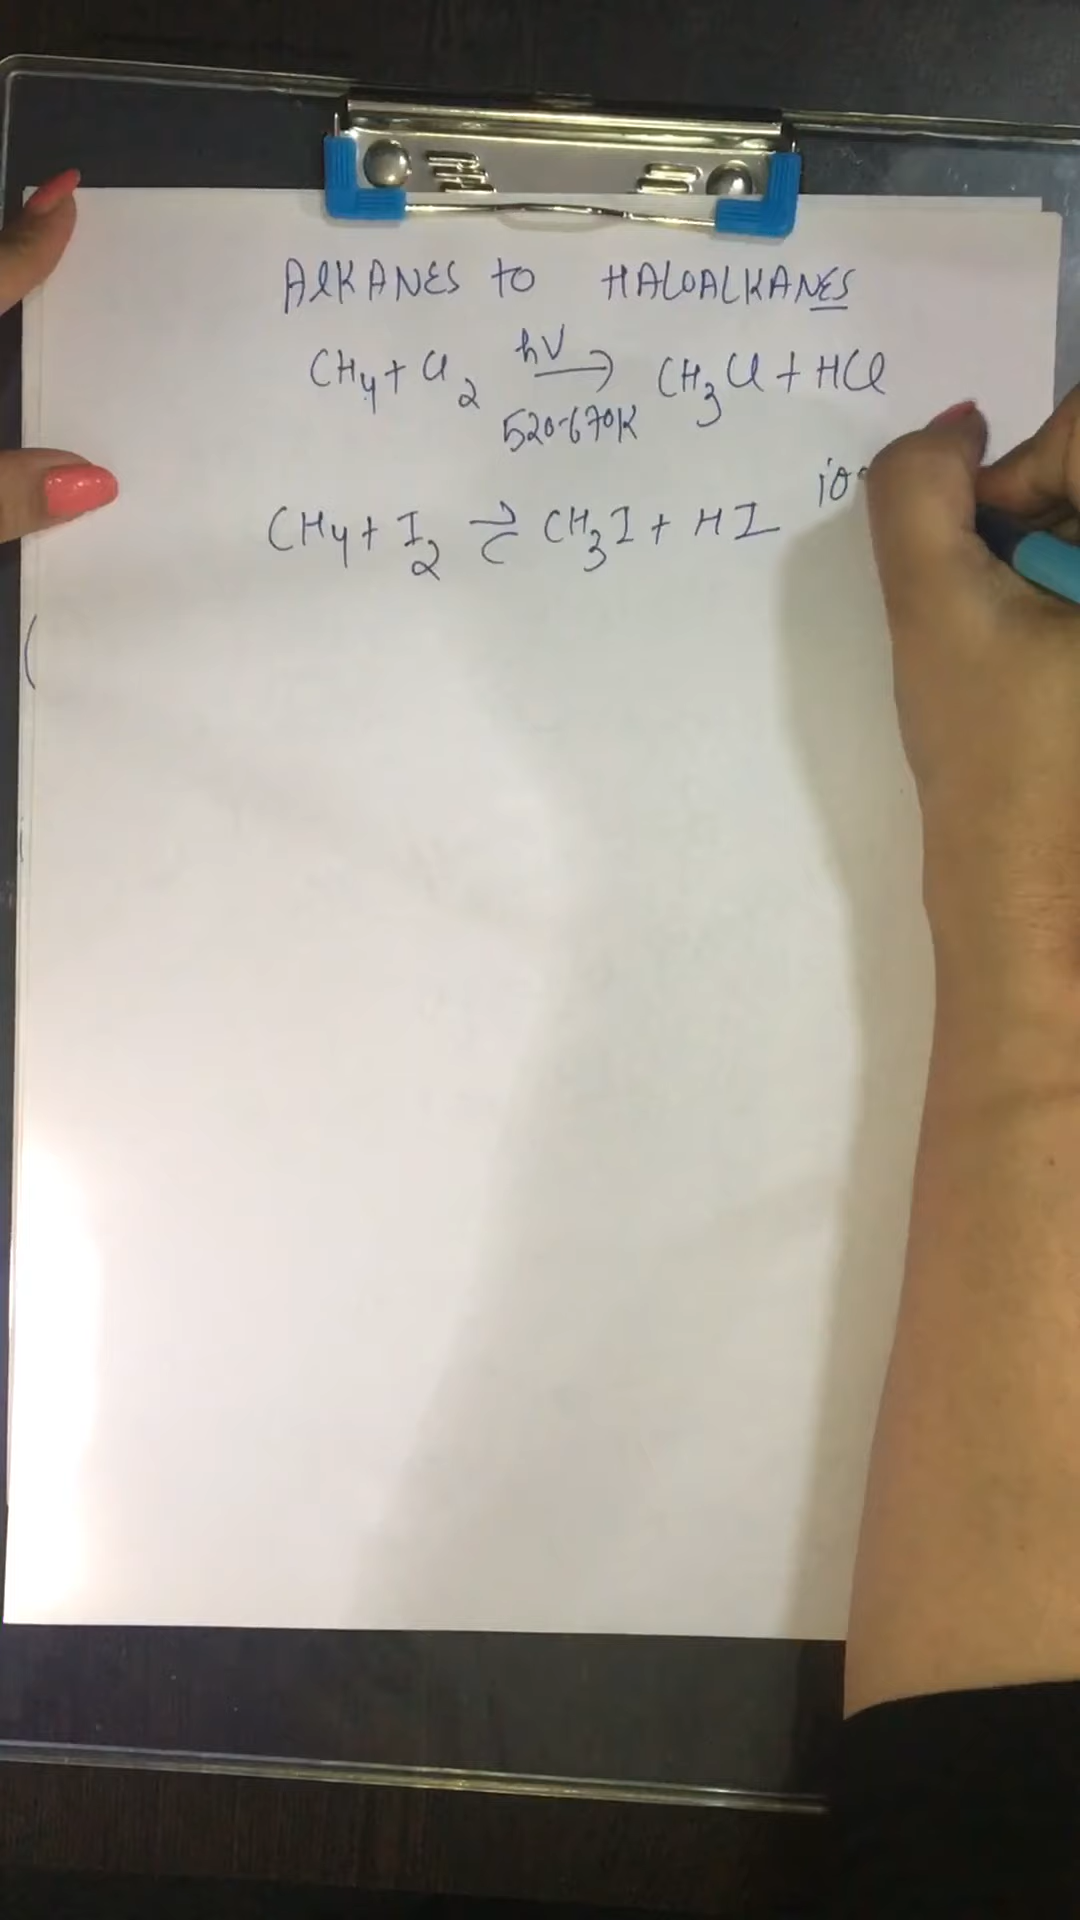 ALKANES to HALOALKANES
CH4 + Cl2 hν → CH3Cl + HCl
520-670K
CH4 + I2 ⇌ CH3I + HI